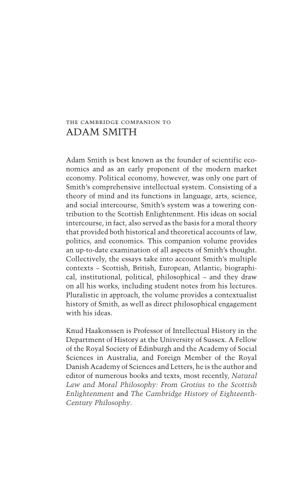 THE CAMBRIDGE COMPANION TO
ADAM SMITH
Adam Smith is best known as the founder of scientific eco-
nomics and as an early proponent of the modern market
economy. Political economy, however, was only one part of
Smith's comprehensive intellectual system. Consisting of a
theory of mind and its functions in language, arts, science,
and social intercourse, Smith's system was a towering con-
tribution to the Scottish Enlightenment. His ideas on social
intercourse, in fact, also served as the basis for a moral theory
that provided both historical and theoretical accounts of law,
politics, and economics. This companion volume provides
an up-to-date examination of all aspects of Smith's thought.
Collectively, the essays take into account Smith's multiple
contexts – Scottish, British, European, Atlantic; biographi-
cal, institutional, political, philosophical – and they draw
on all his works, including student notes from his lectures.
Pluralistic in approach, the volume provides a contextualist
history of Smith, as well as direct philosophical engagement
with his ideas.
Knud Haakonssen is Professor of Intellectual History in the
Department of History at the University of Sussex. A Fellow
of the Royal Society of Edinburgh and the Academy of Social
Sciences in Australia, and Foreign Member of the Royal
Danish Academy of Sciences and Letters, he is the author and
editor of numerous books and texts, most recently, Natural
Law and Moral Philosophy: From Grotius to the Scottish
Enlightenment and The Cambridge History of Eighteenth-
Century Philosophy.